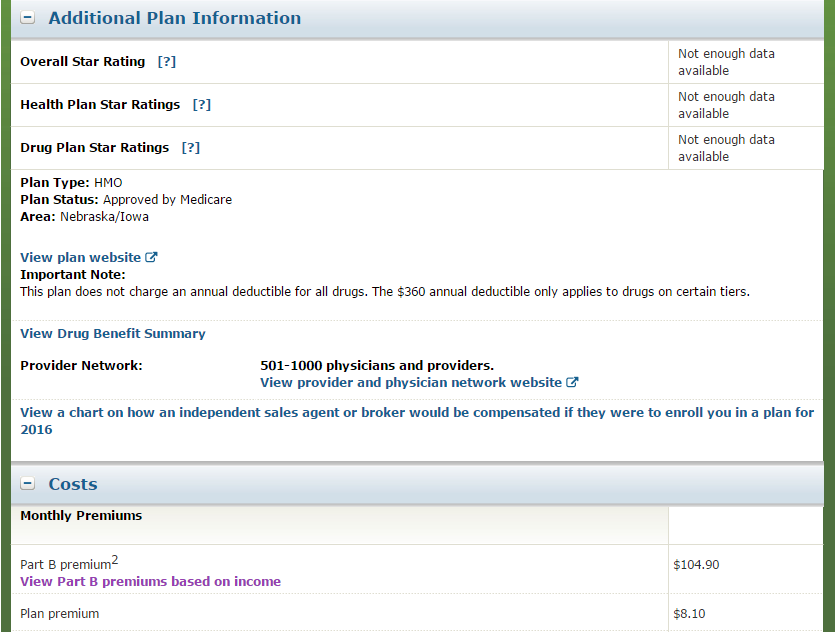 Additional Plan Information
Overall Star Rating [?]
Not enough data
available
Health Plan Star Ratings [?]
Not enough data
available
Drug Plan Star Ratings [?]
Not enough data
available
Plan Type: HMO
Plan Status: Approved by Medicare
Area: Nebraska/Iowa
View plan website
Important Note:
This plan does not charge an annual deductible for all drugs. The $360 annual deductible only applies to drugs on certain tiers.
View Drug Benefit Summary
Provider Network: 501-1000 physicians and providers.
View provider and physician network website
View a chart on how an independent sales agent or broker would be compensated if they were to enroll you in a plan for
2016
Costs
Monthly Premiums
Part B premium2 $104.90
View Part B premiums based on income
Plan premium $8.10